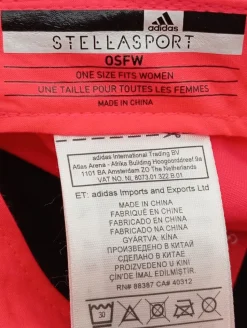 adidas
STELLASPORT
OSFW
ONE SIZE FITS WOMEN
UNE TAILLE POUR TOUTES LES FEMMES
MADE IN CHINA
adidas International Trading BV
Atlas Arena - Afrika Building Hoogoorddreef 9a
1101 BA Amsterdam ZO The Netherlands
VAT NO. NL 8073.01.322.B.01
ET: adidas Imports and Exports Ltd
MADE IN CHINA
FABRIQUÉ EN CHINE
FABRICADO EN CHINA
FABRICADO NA CHINA
GYÁRTVA: KÍNA
ПРОИЗВЕДЕНО В КИТАЙ
СДЕЛАНО В КИТАЕ
PROIZVEDENO U KINI
ÇİN'DE İMAL EDİLMİŞTİR.
RN# 88387 CA# 40312
30